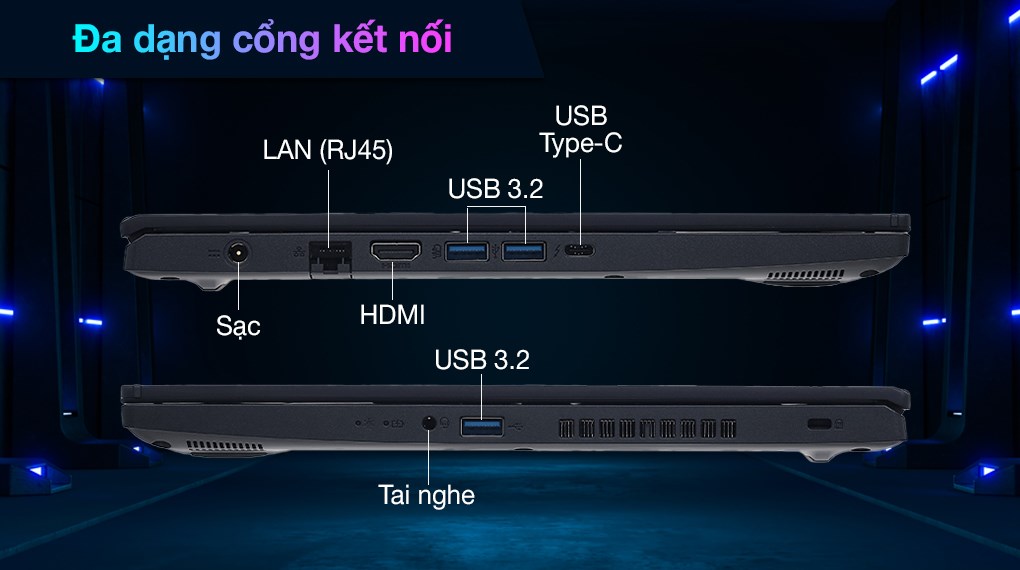 Đa dạng cổng kết nối
USB
Type-C
LAN (RJ45)
USB 3.2
Sạc
HDMI
USB 3.2
Tai nghe